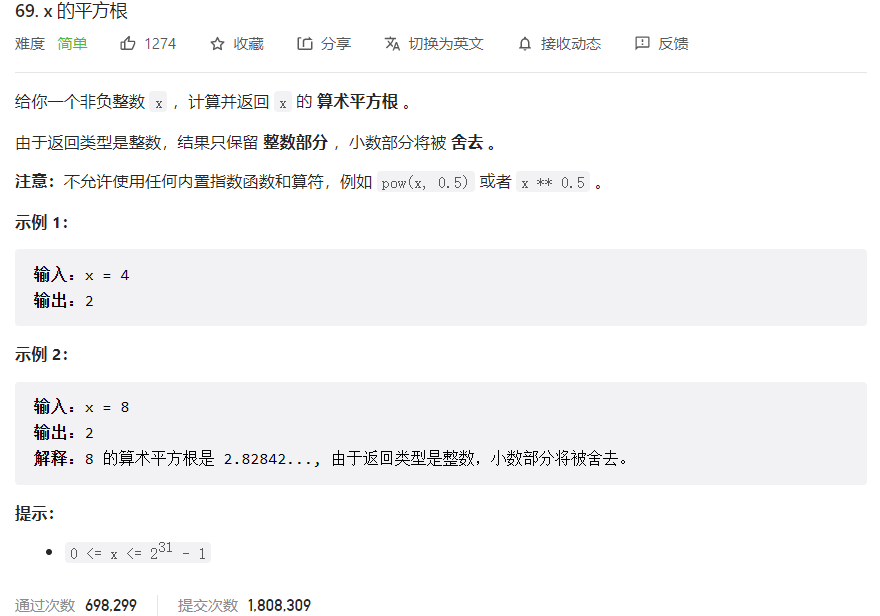 69. x 的平方根
难度 简单 1274 收藏 分享 切换为英文 接收动态 反馈
给你一个非负整数 x ，计算并返回 x 的 算术平方根 。
由于返回类型是整数，结果只保留 整数部分 ，小数部分将被 舍去 。
注意：不允许使用任何内置指数函数和算符，例如 pow(x, 0.5) 或者 x ** 0.5 。
示例 1：
输入：x = 4
输出：2
示例 2：
输入：x = 8
输出：2
解释：8 的算术平方根是 2.82842..., 由于返回类型是整数，小数部分将被舍去。
提示：
• 0 <= x <= 2^31 - 1
通过次数 698,299 提交次数 1,808,309